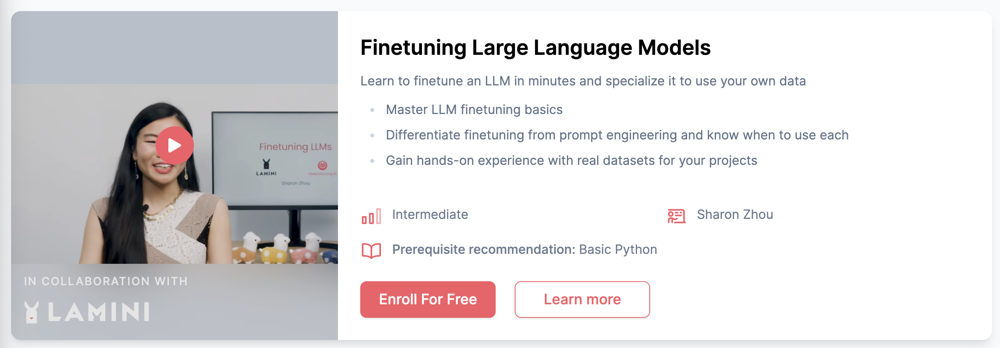 Finetuning LLMs
LAMINI
DeepLearning.AI
Sharon Zhou
IN COLLABORATION WITH
LAMINI
Finetuning Large Language Models
Learn to finetune an LLM in minutes and specialize it to use your own data
Master LLM finetuning basics
Differentiate finetuning from prompt engineering and know when to use each
Gain hands-on experience with real datasets for your projects
Intermediate
Sharon Zhou
Prerequisite recommendation: Basic Python
Enroll For Free
Learn more